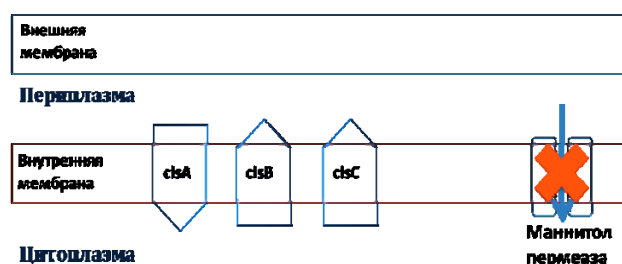 Внешняя
мембрана
Периплазма
Внутренняя
мембрана
clsA
clsB
clsC
Цитоплазма
Маннитол
пермеаза